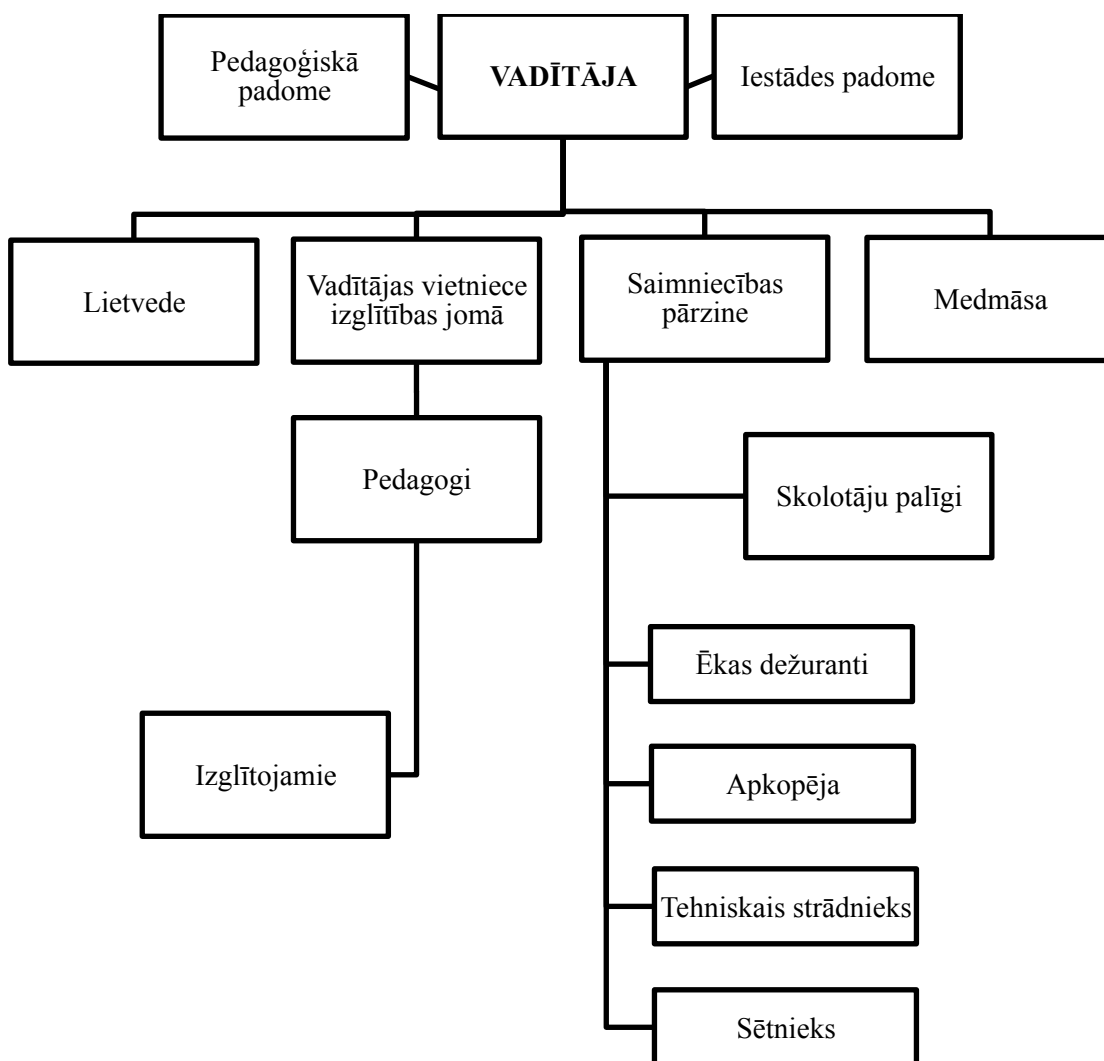 Pedagoģiskā
padome
VADĪTĀJA
Iestādes padome
Lietvede
Vadītājas vietniece
izglītības jomā
Saimniecības
pārzine
Medmāsa
Pedagogi
Skolotāju palīgi
Ēkas dežuranti
Izglītojamie
Apkopēja
Tehniskais strādnieks
Sētnieks